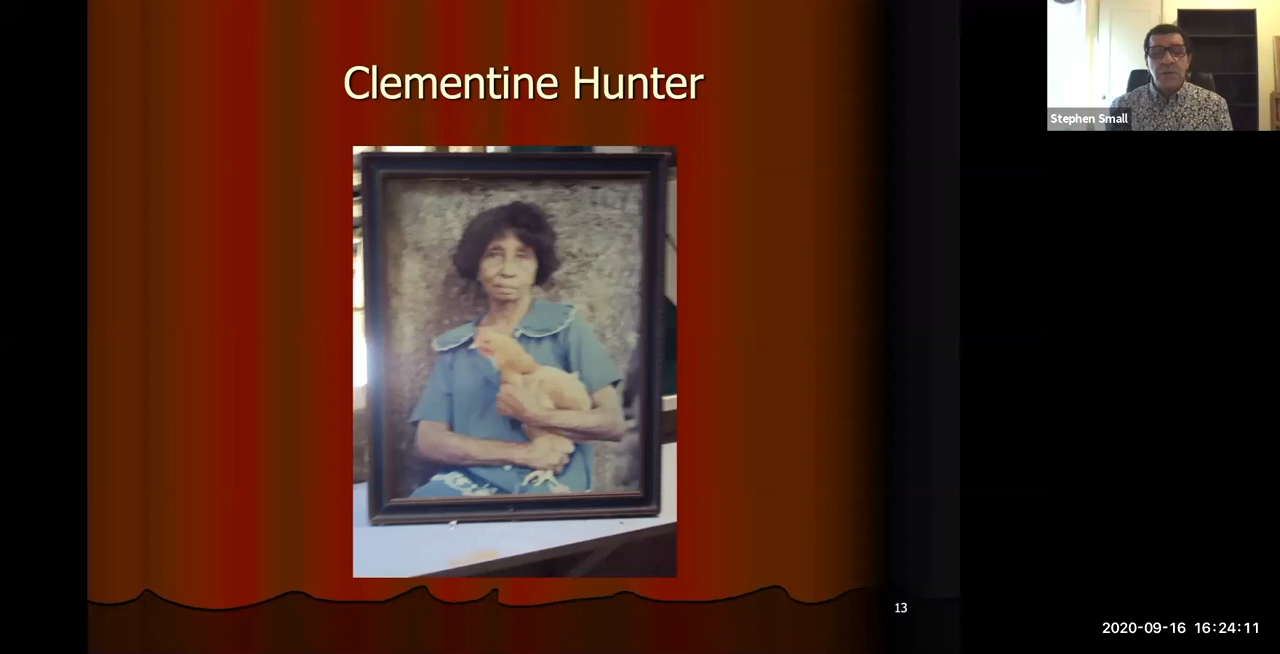 Clementine Hunter
Stephen Small
13
2020-09-16 16:24:11